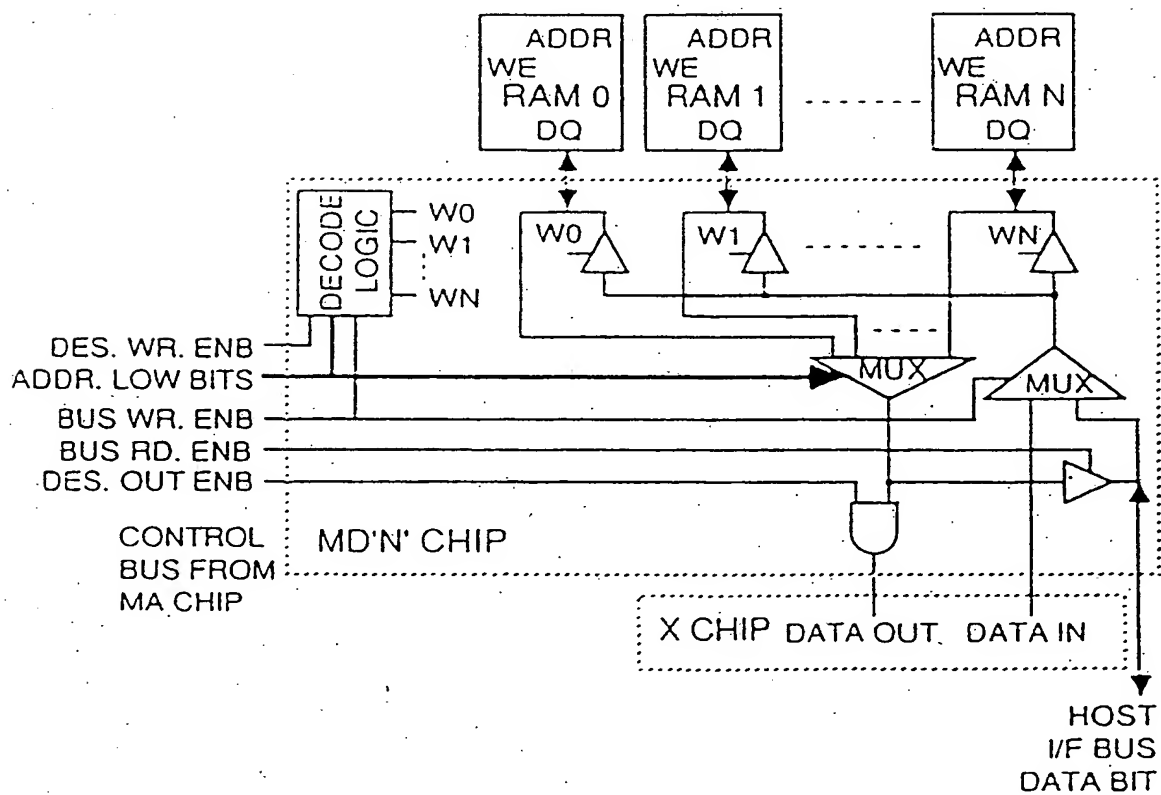 ADDR
WE
RAM 0
DQ
ADDR
WE
RAM 1
DQ
ADDR
WE
RAM N
DQ
DECODE
LOGIC
W0
W1
WN
W0
W1
WN
DES. WR. ENB
ADDR. LOW BITS
BUS WR. ENB
BUS RD. ENB
DES. OUT ENB
MUX
MUX
CONTROL
BUS FROM
MA CHIP
MD'N' CHIP
X CHIP DATA OUT DATA IN
HOST
I/F BUS
DATA BIT